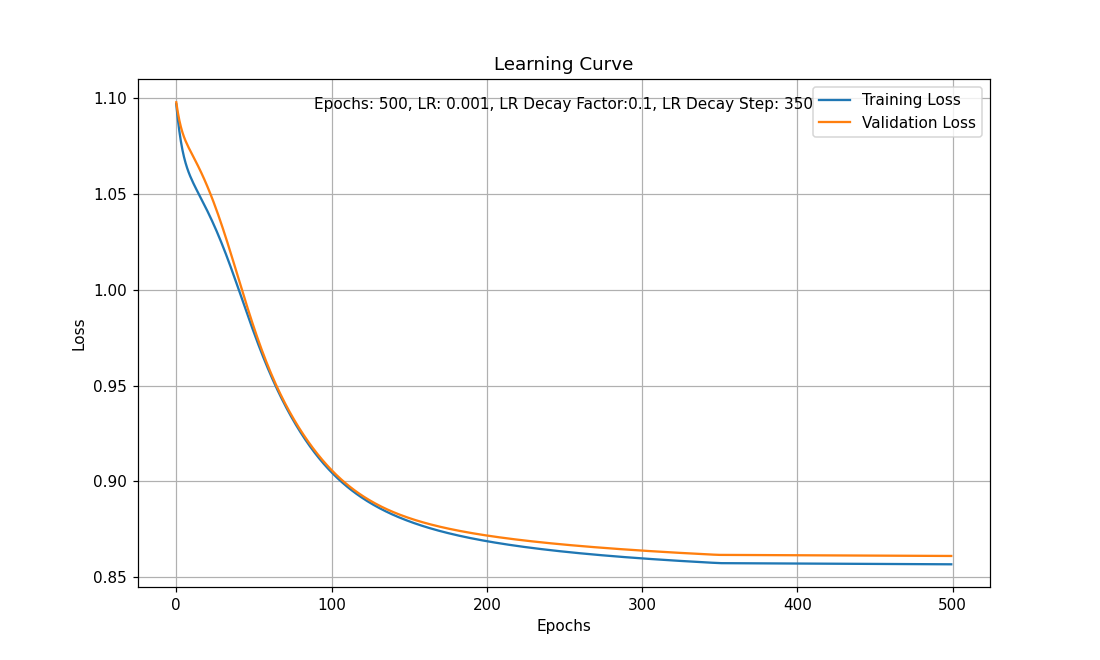 Learning Curve
Epochs: 500, LR: 0.001, LR Decay Factor:0.1, LR Decay Step: 350
Training Loss
Validation Loss
1.10
1.05
1.00
0.95
0.90
0.85
Loss
0
100
200
300
400
500
Epochs